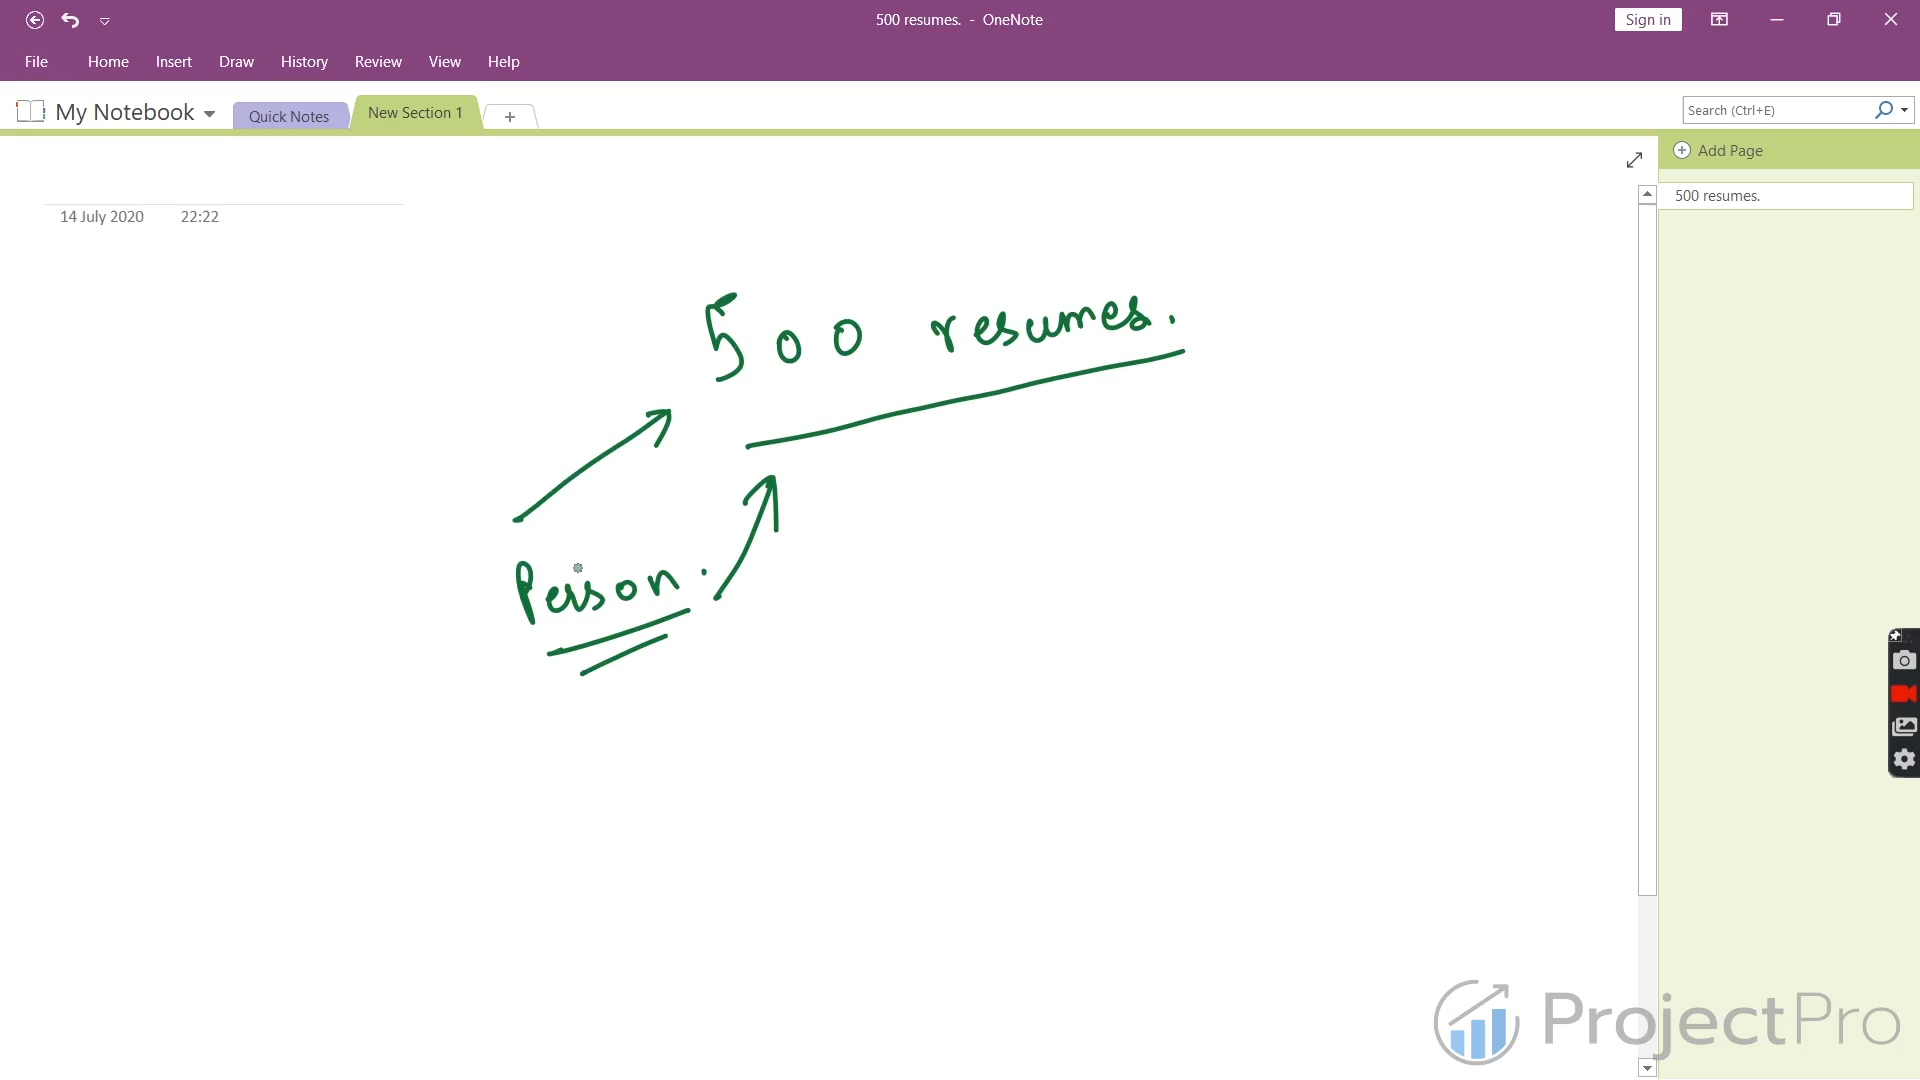 500 resumes. - OneNote
Sign in
File Home Insert Draw History Review View Help
My Notebook
Quick Notes
New Section 1
Search (Ctrl+E)
Add Page
500 resumes.
14 July 2020 22:22
500 resumes.
Person.
ProjectPro